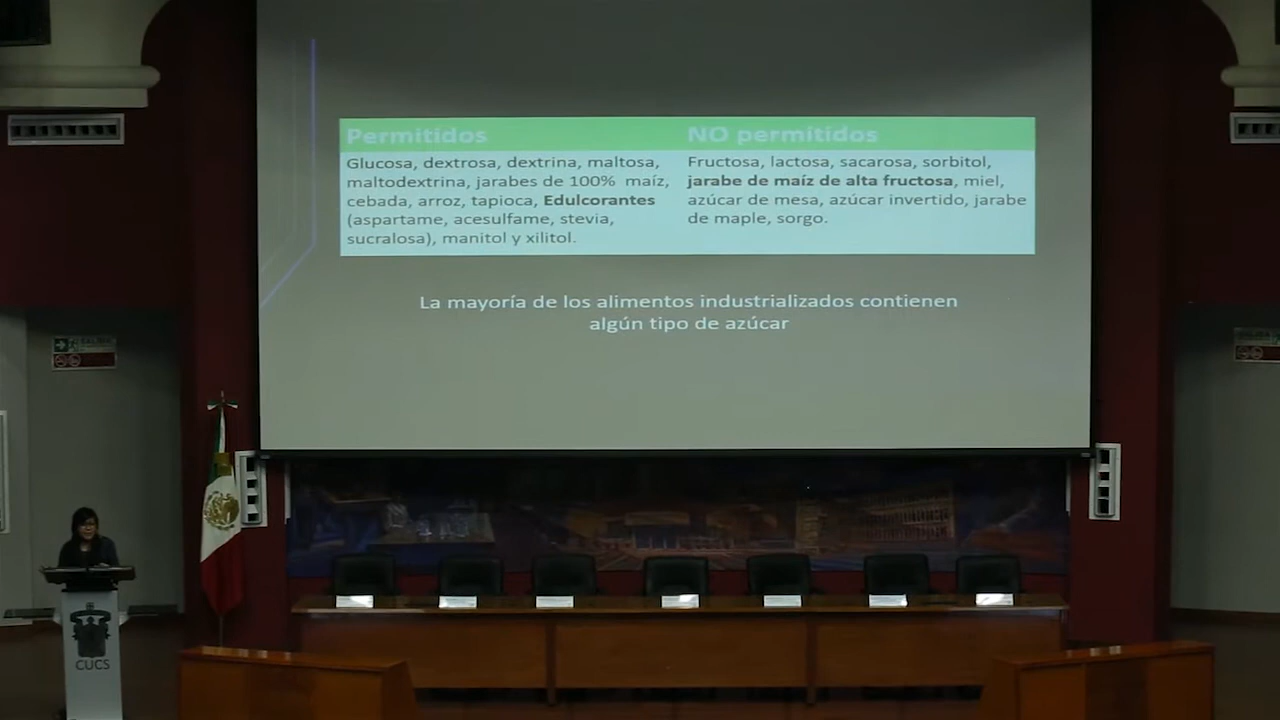 Permitidos
NO permitidos
Glucosa, dextrosa, dextrina, maltosa,
maltodextrina, jarabes de 100% maíz,
cebada, arroz, tapioca, Edulcorantes
(aspartame, acesulfame, stevia,
sucralosa), manitol y xilitol.
Fructosa, lactosa, sacarosa, sorbitol,
jarabe de maíz de alta fructosa, miel,
azúcar de mesa, azúcar invertido, jarabe
de maple, sorgo.
La mayoría de los alimentos industrializados contienen
algún tipo de azúcar
SALIDA
CUCS